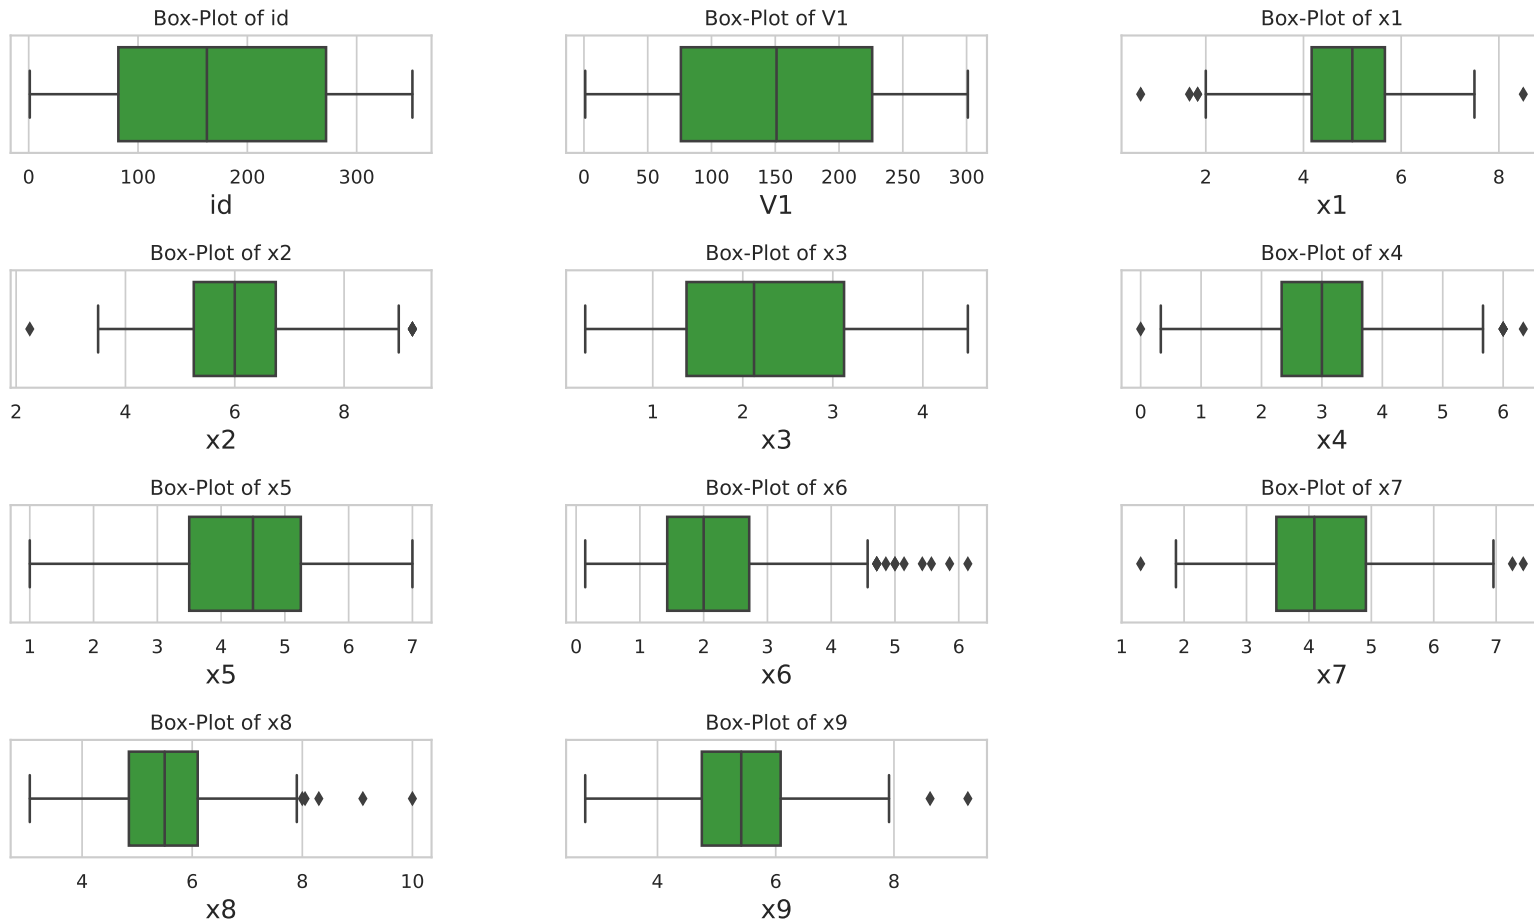 Box-Plot of id
0 100 200 300
id
Box-Plot of V1
0 50 100 150 200 250 300
V1
Box-Plot of x1
2 4 6 8
x1
Box-Plot of x2
2 4 6 8
x2
Box-Plot of x3
1 2 3 4
x3
Box-Plot of x4
0 1 2 3 4 5 6
x4
Box-Plot of x5
1 2 3 4 5 6 7
x5
Box-Plot of x6
0 1 2 3 4 5 6
x6
Box-Plot of x7
1 2 3 4 5 6 7
x7
Box-Plot of x8
4 6 8 10
x8
Box-Plot of x9
4 6 8
x9